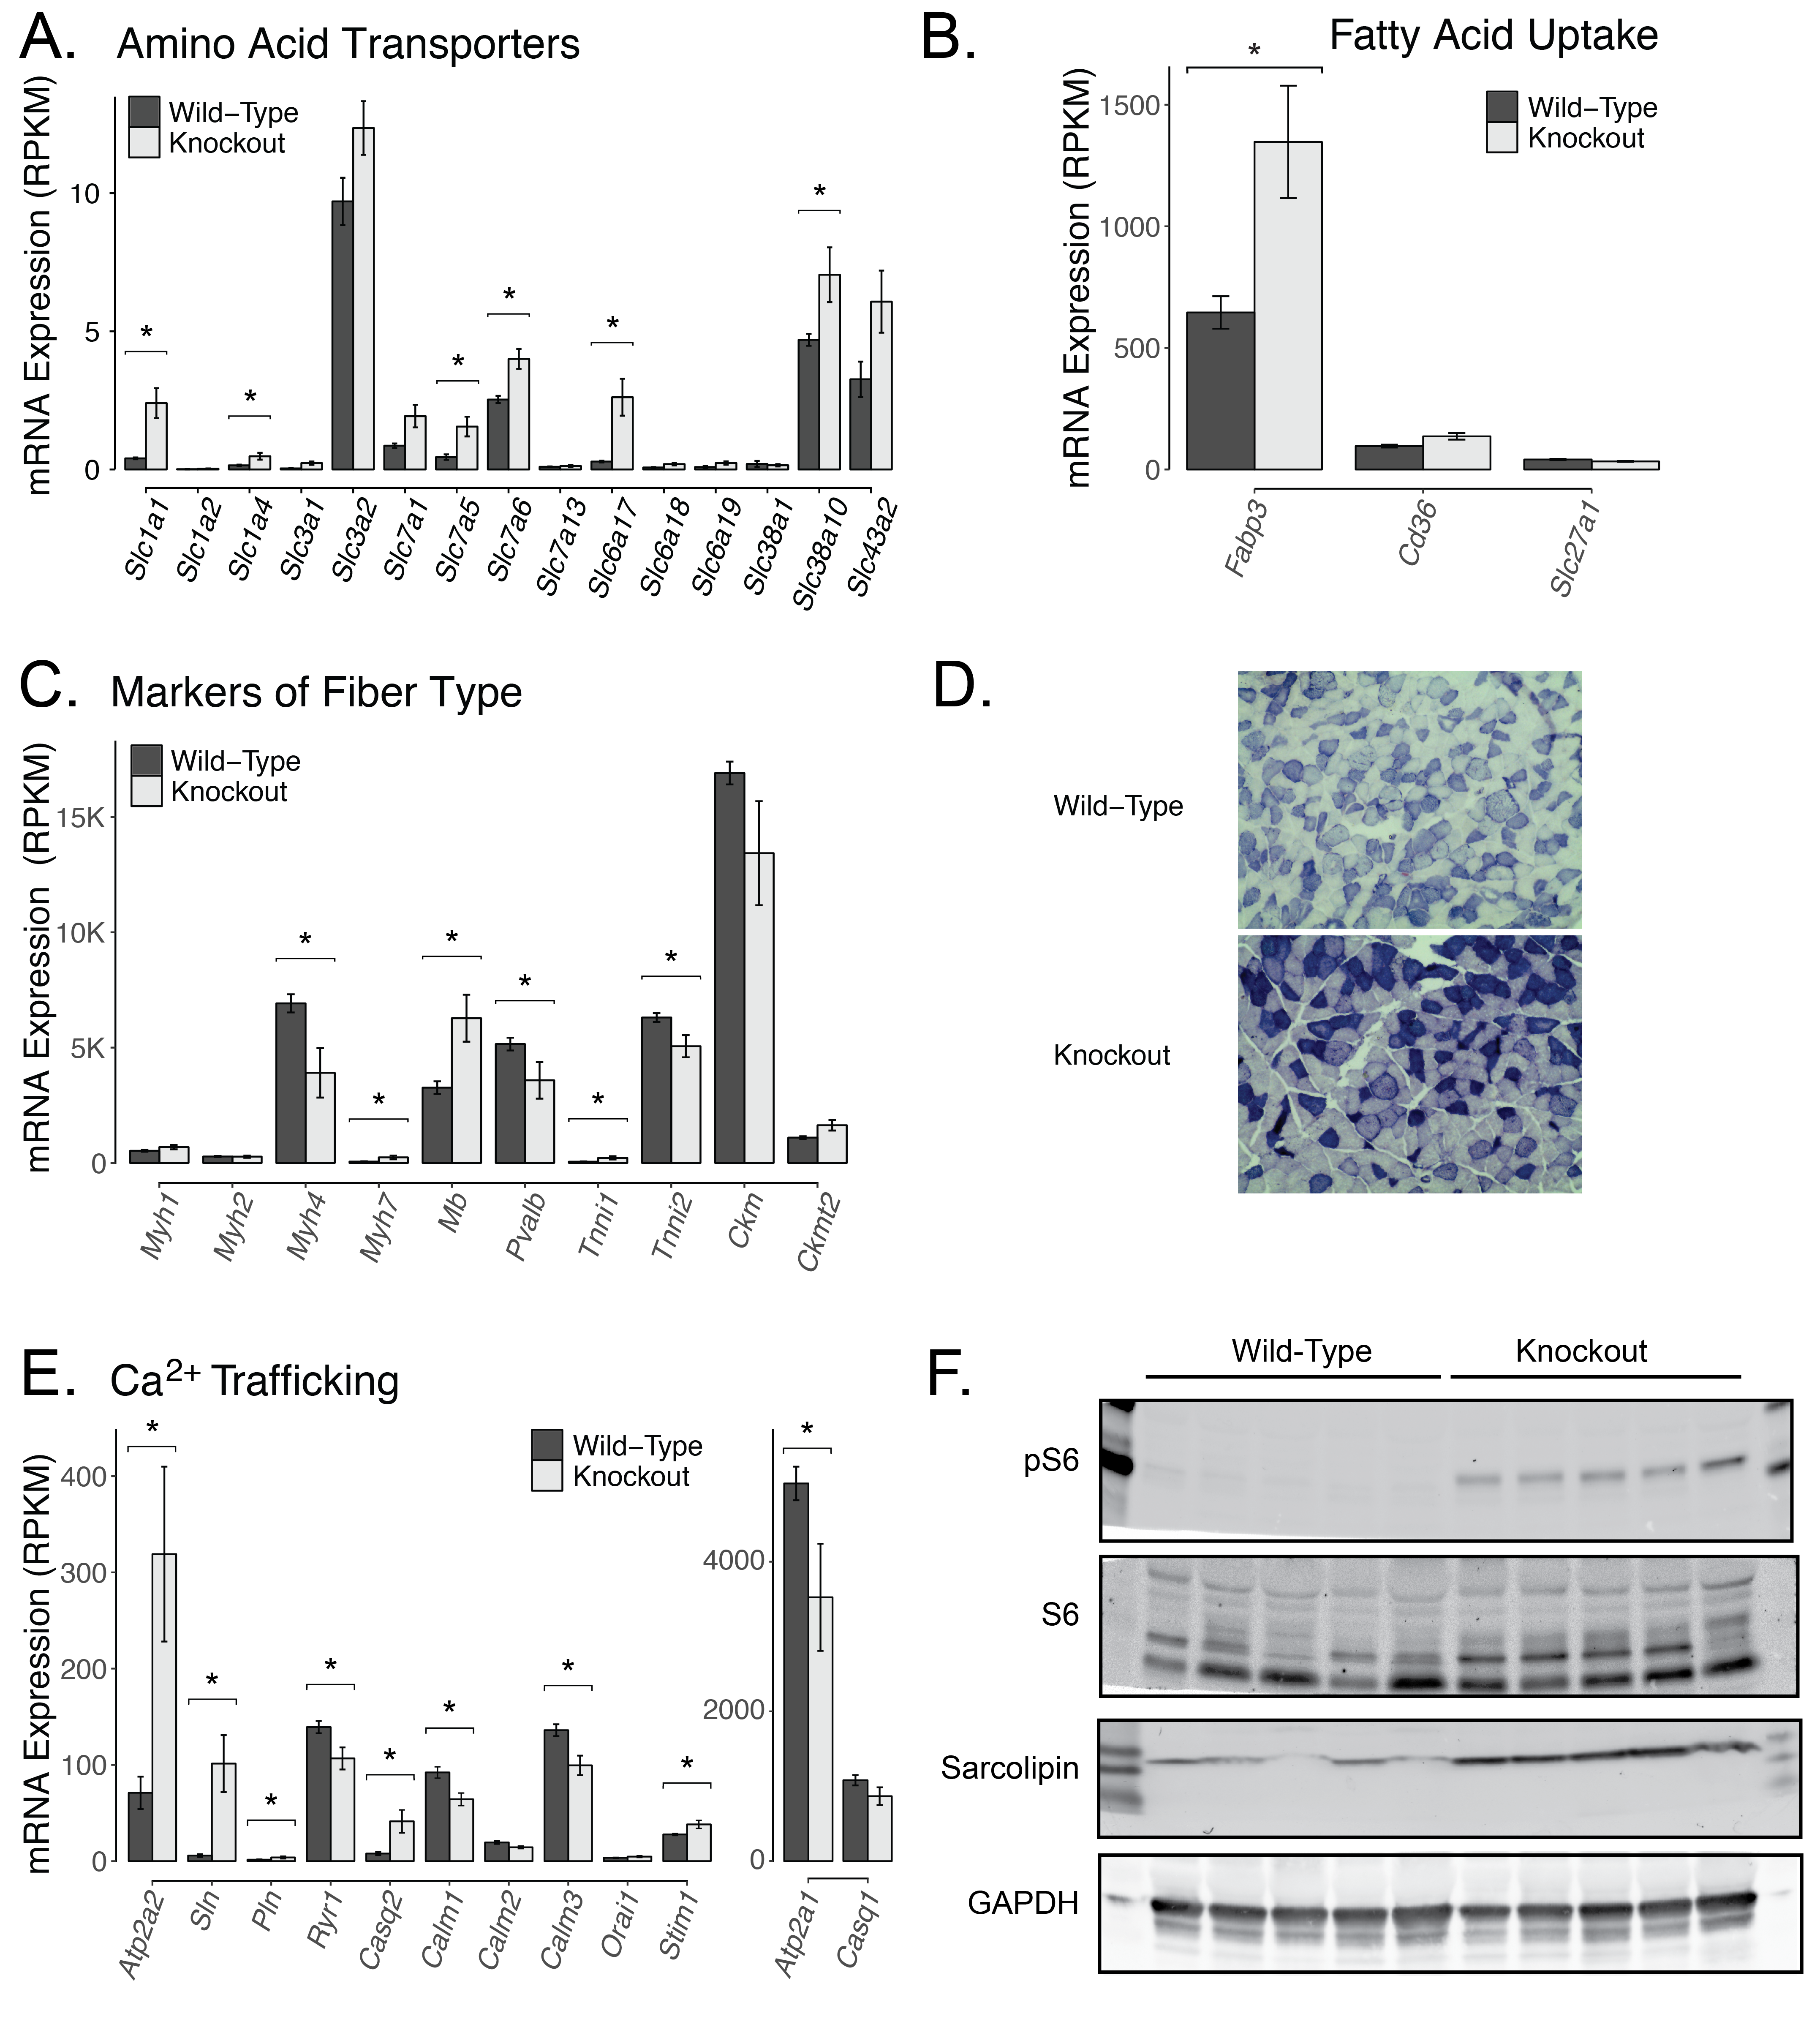 A. Amino Acid Transporters
mRNA Expression (RPKM)
Wild–Type
Knockout
10
5
0
*
*
*
*
*
*
Slc1a1
Slc1a2
Slc1a4
Slc3a1
Slc3a2
Slc7a1
Slc7a5
Slc7a6
Slc7a13
Slc6a17
Slc6a18
Slc6a19
Slc38a1
Slc38a10
Slc43a2
B. Fatty Acid Uptake
mRNA Expression (RPKM)
Wild–Type
Knockout
1500
1000
500
0
*
Fabp3
Cd36
Slc27a1
C. Markers of Fiber Type
mRNA Expression (RPKM)
Wild–Type
Knockout
15K
10K
5K
0
*
*
*
*
*
*
Myh1
Myh2
Myh4
Myh7
Mb
Pvalb
Tnni1
Tnni2
Ckm
Ckmt2
D.
Wild–Type
Knockout
E. Ca2+ Trafficking
mRNA Expression (RPKM)
Wild–Type
Knockout
400
300
200
100
0
*
*
*
*
*
*
*
*
Atp2a2
Sln
Pln
Ryr1
Casq2
Calm1
Calm2
Calm3
Orai1
Stim1
4000
2000
0
*
Atp2a1
Casq1
F.
Wild-Type Knockout
pS6
S6
Sarcolipin
GAPDH